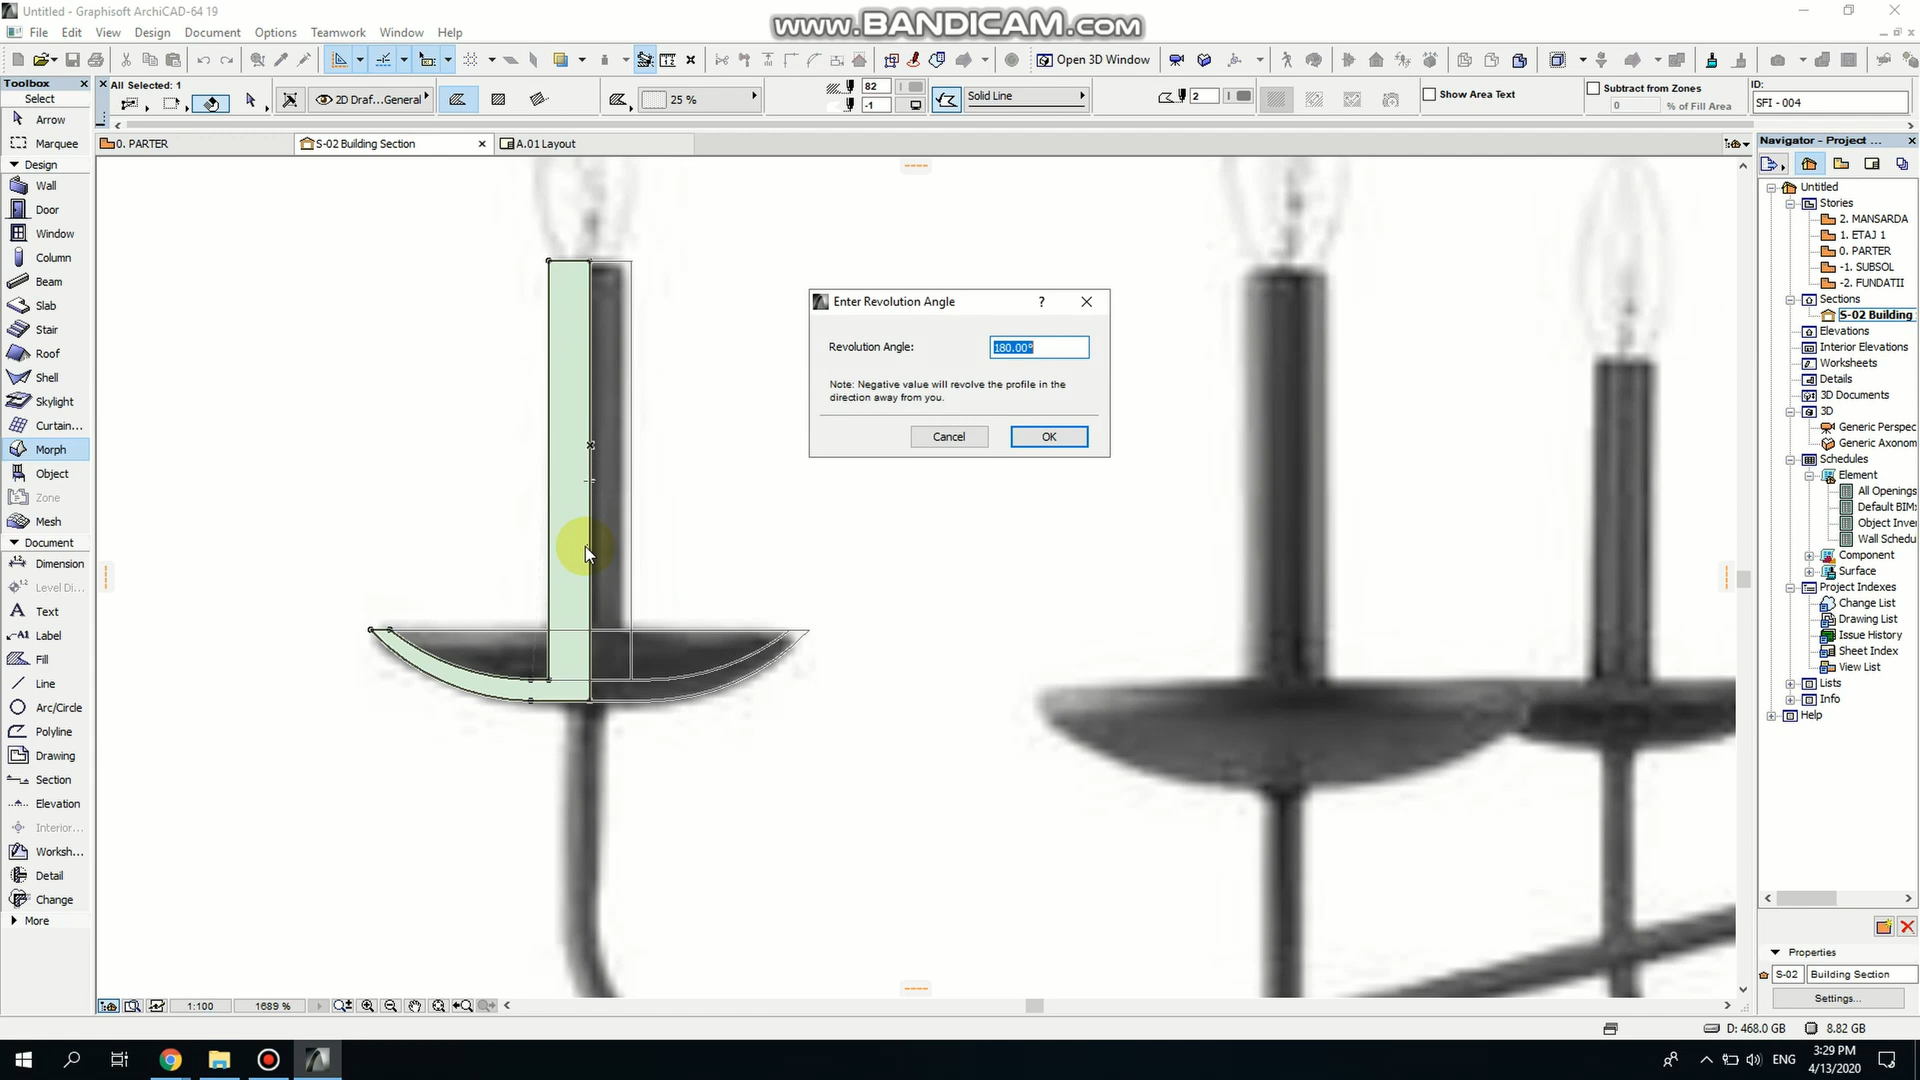 Untitled - Graphisoft ArchiCAD-64 19
www.BANDICAM.com
File Edit View Design Document Options Teamwork Window Help
Open 3D Window
Toolbox
Select
Arrow
Marquee
Design
Wall
Door
Window
Column
Beam
Slab
Stair
Roof
Shell
Skylight
Curtain...
Morph
Object
Zone
Mesh
Document
Dimension
Level Di...
Text
Label
Fill
Line
Arc/Circle
Polyline
Drawing
Section
Elevation
Interior...
Worksh...
Detail
Change
More
All Selected: 1
2D Draf...General
25 %
82
-1
Solid Line
2
Show Area Text
Subtract from Zones
0 % of Fill Area
ID:
SFI - 004
0. PARTER
S-02 Building Section
A.01 Layout
Enter Revolution Angle ?
Revolution Angle: 180.00°
Note: Negative value will revolve the profile in the
direction away from you.
Cancel OK
Navigator - Project ...
Untitled
Stories
2. MANSARDA
1. ETAJ 1
0. PARTER
-1. SUBSOL
-2. FUNDATII
Sections
S-02 Building
Elevations
Interior Elevations
Worksheets
Details
3D Documents
3D
Generic Perspec
Generic Axonom
Schedules
Element
All Openings
Default BIMx
Object Inver
Wall Schedu
Component
Surface
Project Indexes
Change List
Drawing List
Issue History
Sheet Index
View List
Lists
Info
Help
Properties
S-02 Building Section
Settings...
1:100 1689 %
D: 468.0 GB 8.82 GB
ENG
3:29 PM
4/13/2020